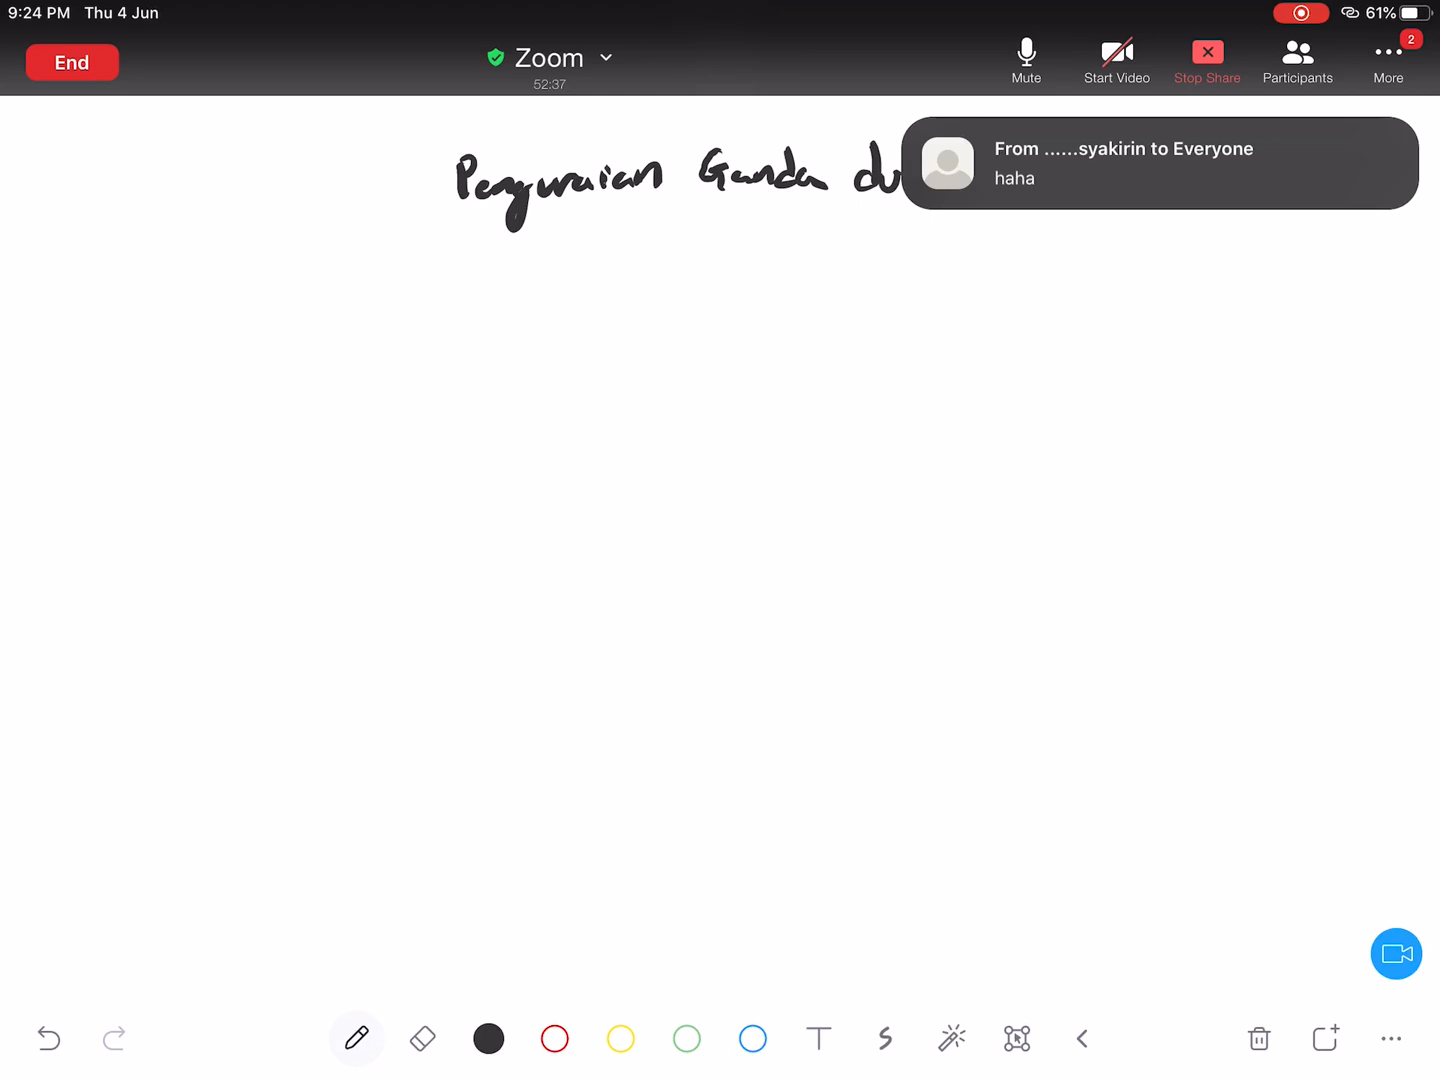 9:24 PM Thu 4 Jun
61%
End
Zoom
52:37
Mute
Start Video
Stop Share
Participants
More
2
Penguraian Ganda du
From ......syakirin to Everyone
haha
T